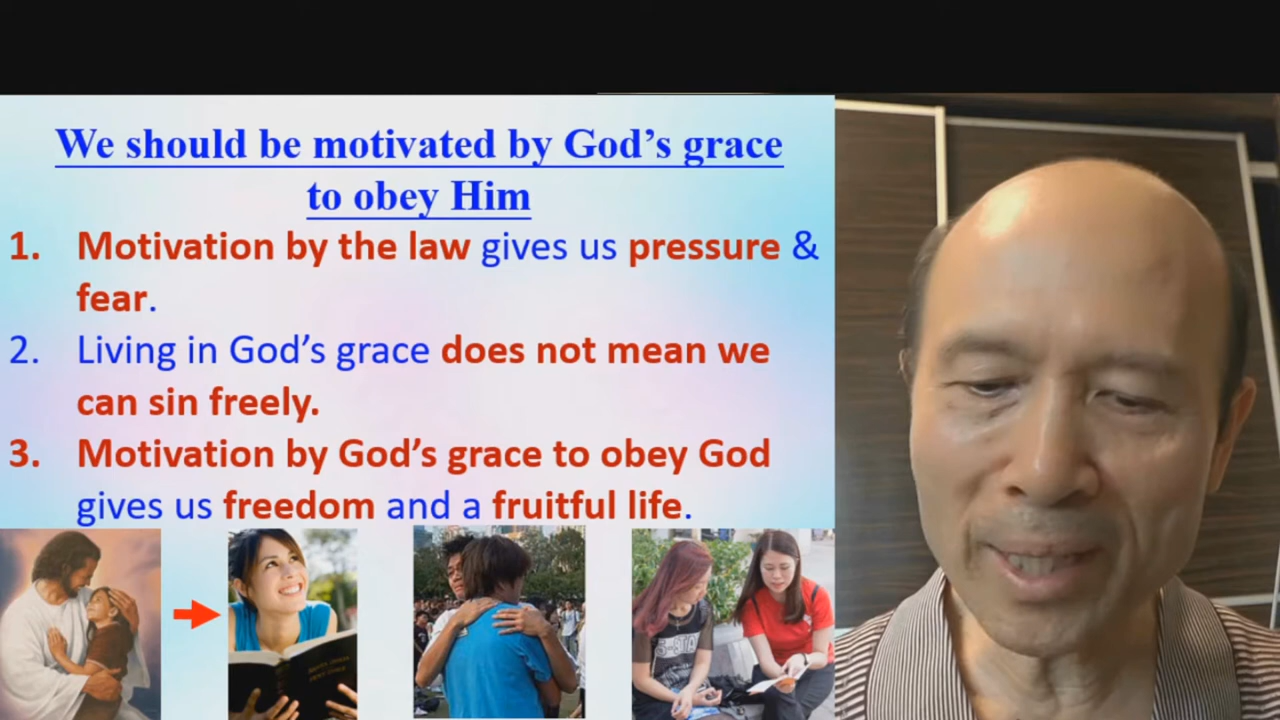 We should be motivated by God’s grace
to obey Him
1. Motivation by the law gives us pressure &
fear.
2. Living in God’s grace does not mean we
can sin freely.
3. Motivation by God’s grace to obey God
gives us freedom and a fruitful life.